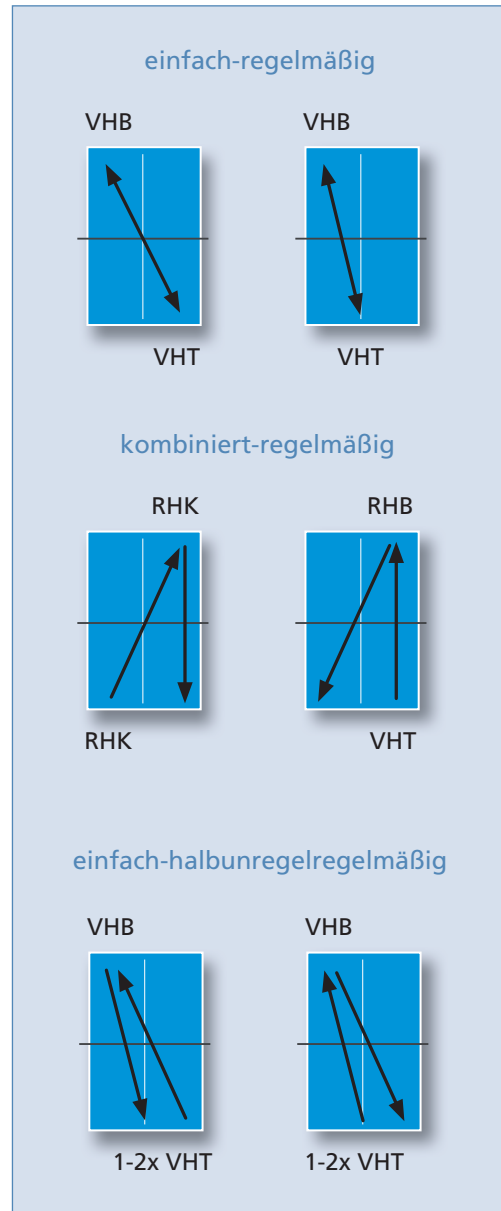 einfach-regelmäßig
VHB VHB
VHT VHT
kombiniert-regelmäßig
RHK RHB
RHK VHT
einfach-halbunregelregelmäßig
VHB VHB
1-2x VHT 1-2x VHT